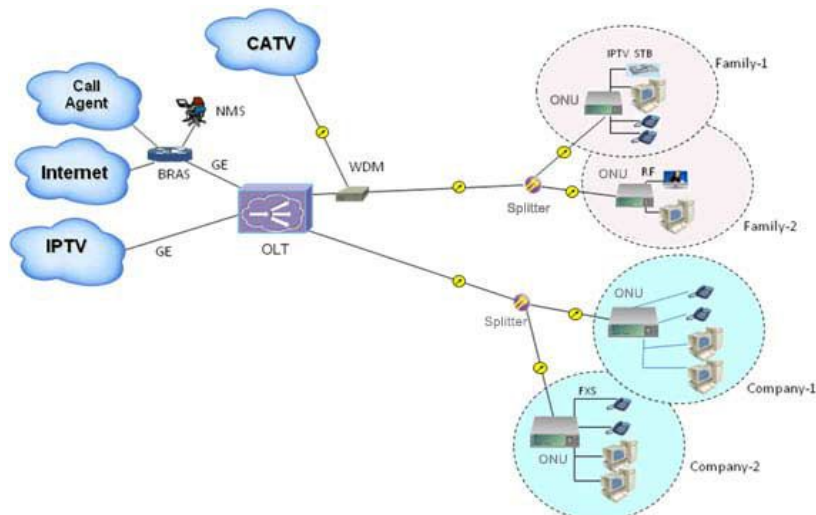 CATV
IPTV STB
Family-1
Call
Agent
NMS
ONU
Internet
BRAS
GE
WDM
ONU
RF
Splitter
IPTV
GE
OLT
Family-2
ONU
Splitter
Company-1
FXS
ONU
Company-2